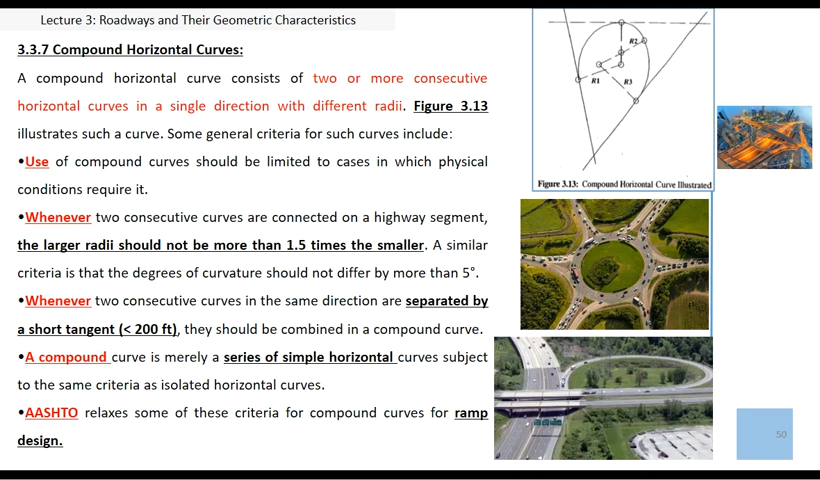 Lecture 3: Roadways and Their Geometric Characteristics
3.3.7 Compound Horizontal Curves:
A compound horizontal curve consists of two or more consecutive
horizontal curves in a single direction with different radii. Figure 3.13
illustrates such a curve. Some general criteria for such curves include:
•Use of compound curves should be limited to cases in which physical
conditions require it.
•Whenever two consecutive curves are connected on a highway segment,
the larger radii should not be more than 1.5 times the smaller. A similar
criteria is that the degrees of curvature should not differ by more than 5°.
•Whenever two consecutive curves in the same direction are separated by
a short tangent (< 200 ft), they should be combined in a compound curve.
•A compound curve is merely a series of simple horizontal curves subject
to the same criteria as isolated horizontal curves.
•AASHTO relaxes some of these criteria for compound curves for ramp
design.
R2
R1
R3
Figure 3.13: Compound Horizontal Curve Illustrated
50